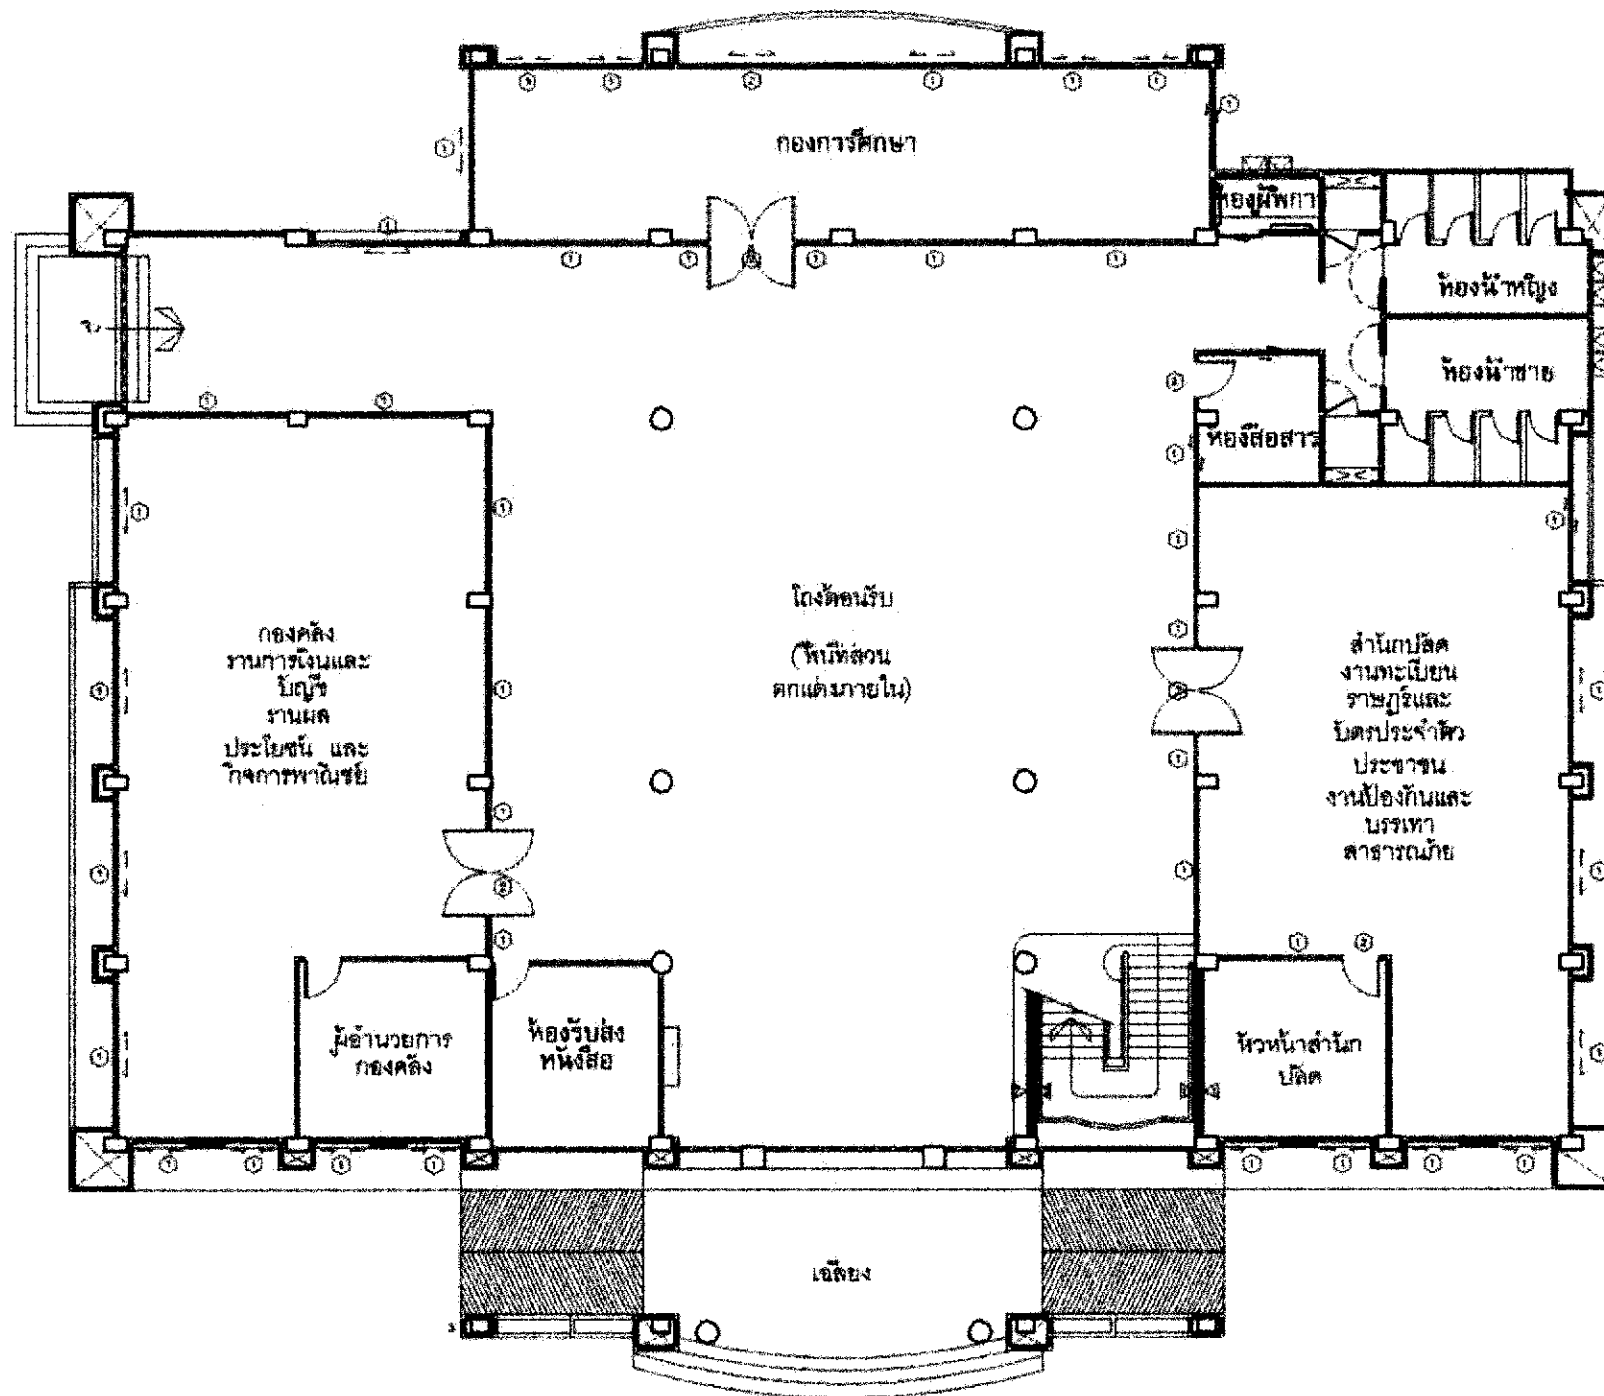 กองการศึกษา
ห้องผู้พิการ
ห้องน้ำหญิง
ห้องน้ำชาย
ห้องสื่อสาร
โถงต้อนรับ
(พื้นที่ส่วน
ตกแต่งภายใน)
กองคลัง
งานการเงินและ
บัญชี
งานผล
ประโยชน์ และ
กิจการพาณิชย์
สำนักปลัด
งานทะเบียน
ราษฎร์และ
บัตรประจำตัว
ประชาชน
งานป้องกันและ
บรรเทา
สาธารณภัย
ผู้อำนวยการ
กองคลัง
ห้องรับส่ง
หนังสือ
หัวหน้าสำนัก
ปลัด
เฉลียง